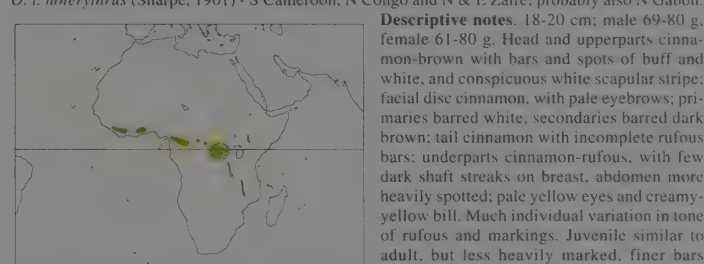 O. i. holerythrus (Sharpe, 1901) - S Cameroon, N Congo and N & E Zaire, probably also N Gabon.
Descriptive notes. 18-20 cm; male 69-80 g,
female 61-80 g. Head and upperparts cinna-
mon-brown with bars and spots of buff and
white, and conspicuous white scapular stripe;
facial disc cinnamon, with pale eyebrows; pri-
maries barred white, secondaries barred dark
brown; tail cinnamon with incomplete rufous
bars; underparts cinnamon-rufous, with few
dark shaft streaks on breast, abdomen more
heavily spotted; pale yellow eyes and creamy-
yellow bill. Much individual variation in tone
of rufous and markings. Juvenile similar to
adult, but less heavily marked, finer bars